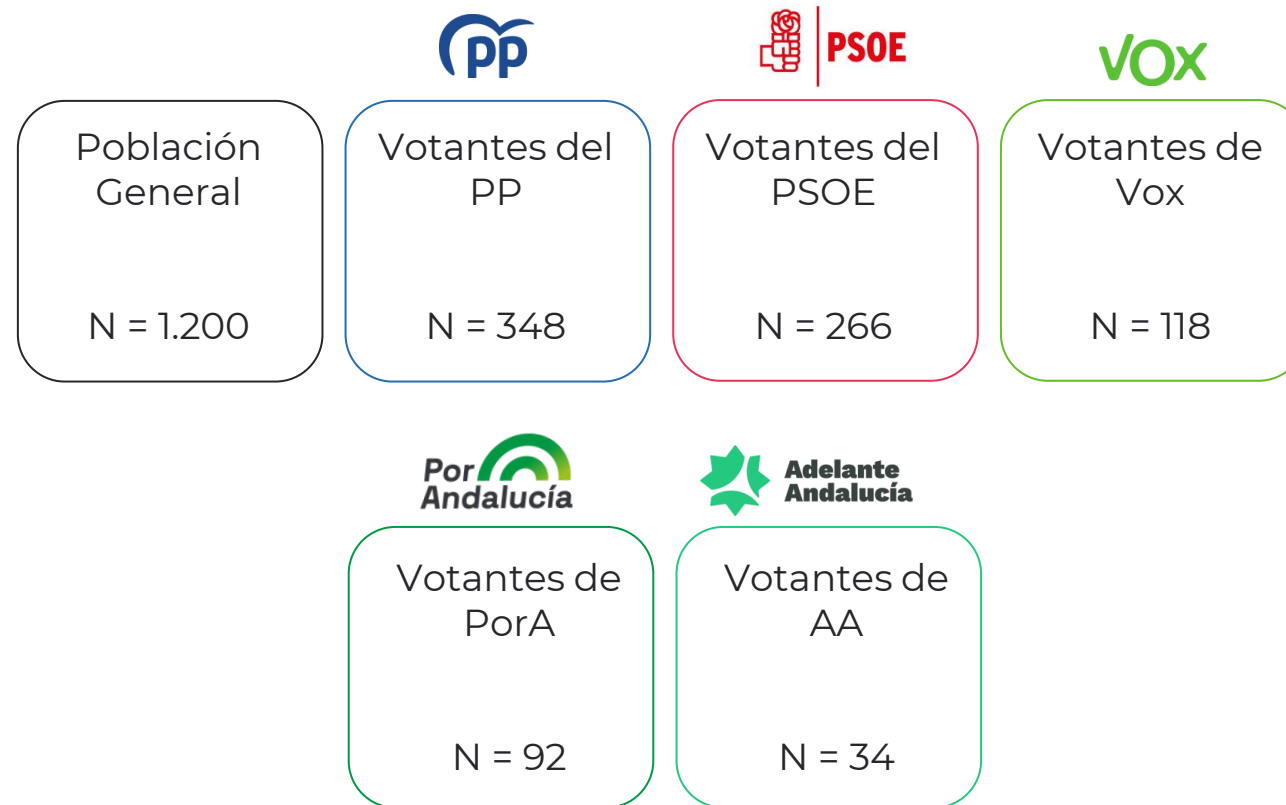 PP
PSOE
VOX
Población
General
N = 1.200
Votantes del
PP
N = 348
Votantes del
PSOE
N = 266
Votantes de
Vox
N = 118
Por
Andalucía
Adelante
Andalucía
Votantes de
PorA
N = 92
Votantes de
AA
N = 34